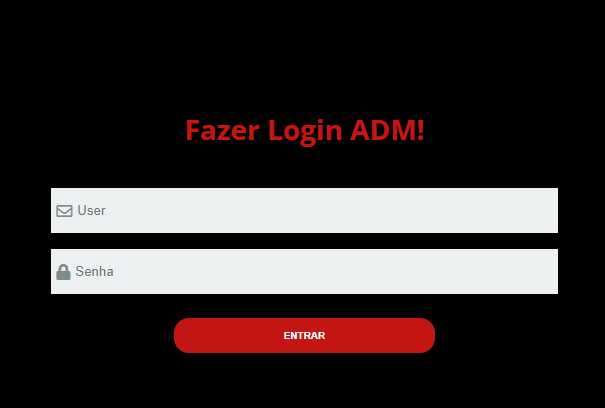 Fazer Login ADM!
User
Senha
ENTRAR